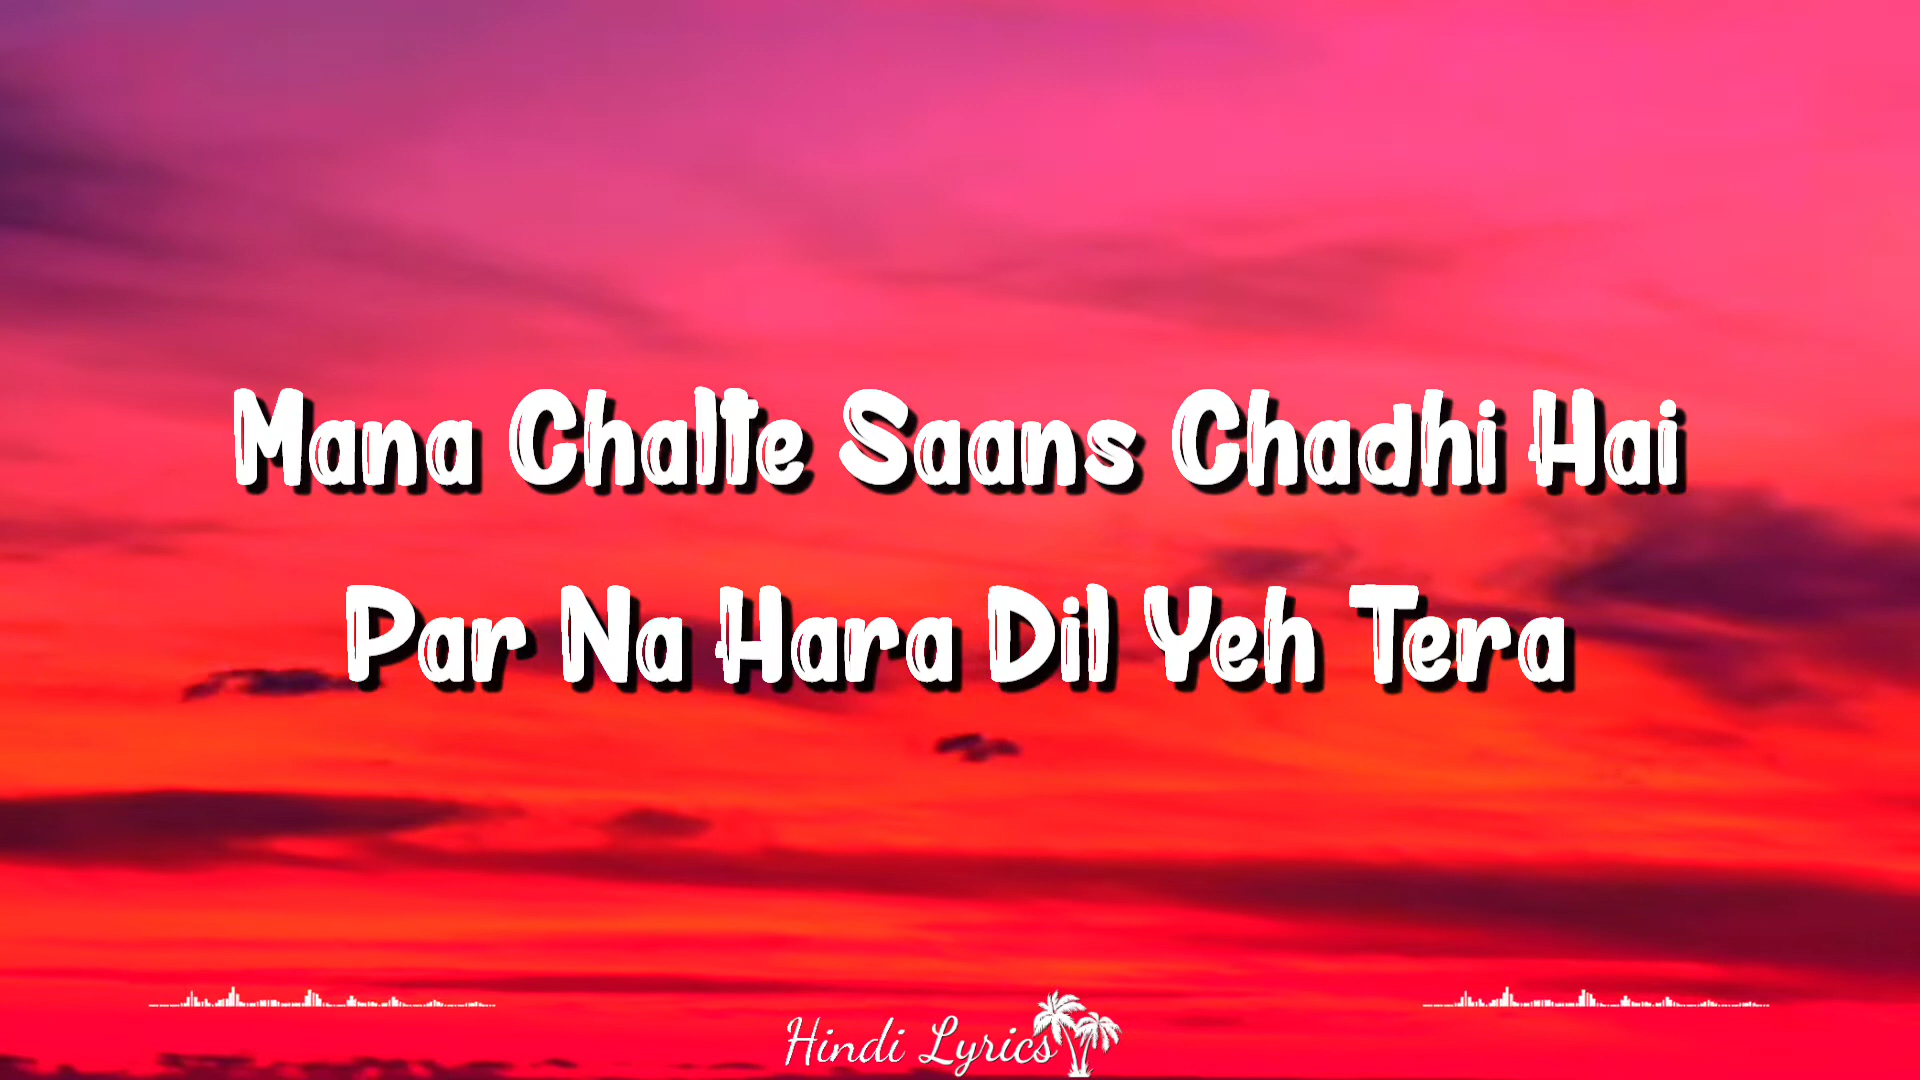 Mana Chalte Saans Chadhi Hai
Par Na Hara Dil Yeh Tera
Hindi Lyrics